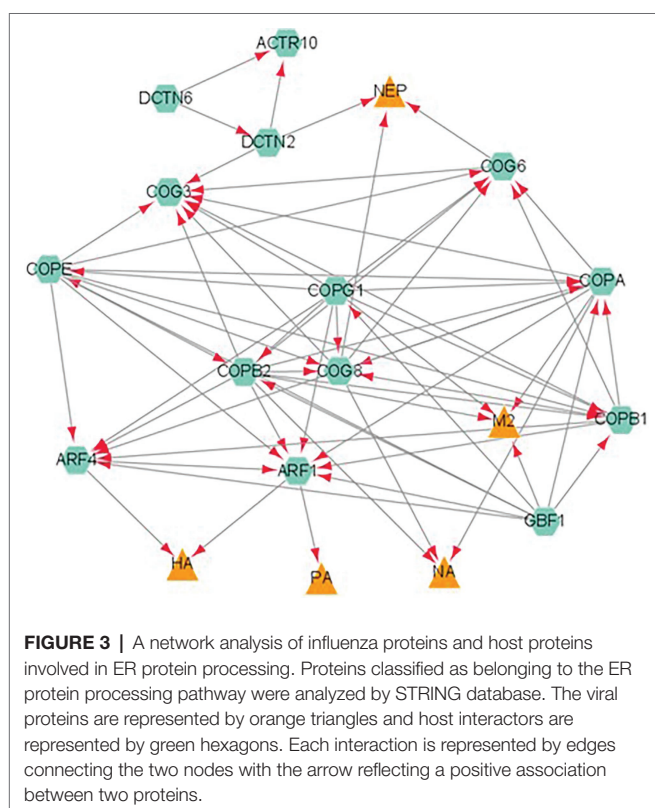 ACTR10
NEP
DCTN6
DCTN2
COG6
COG3
COPE
COPA
COPG1
COPB2
COG8
M2
COPB1
ARF4
ARF1
GBF1
HA
PA
NA
FIGURE 3 | A network analysis of influenza proteins and host proteins
involved in ER protein processing. Proteins classified as belonging to the ER
protein processing pathway were analyzed by STRING database. The viral
proteins are represented by orange triangles and host interactors are
represented by green hexagons. Each interaction is represented by edges
connecting the two nodes with the arrow reflecting a positive association
between two proteins.